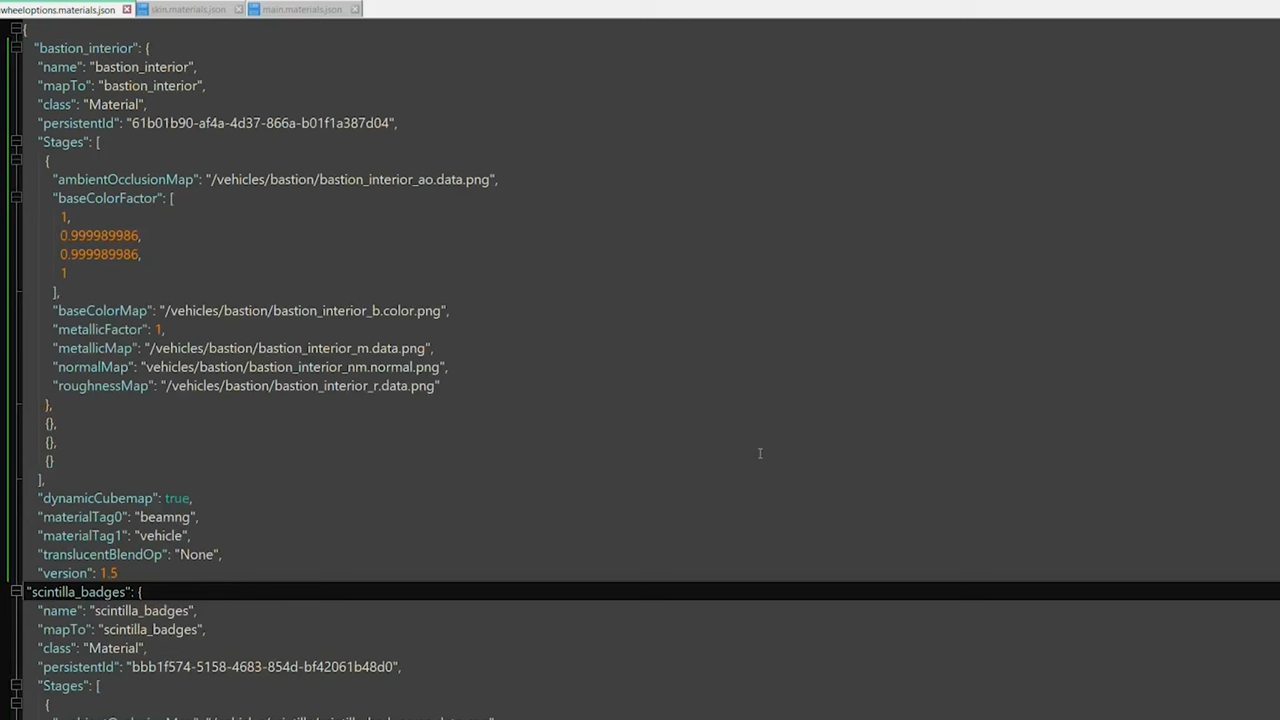 wheeloptions.materials.json
skin.materials.json
main.materials.json
{
"bastion_interior": {
"name": "bastion_interior",
"mapTo": "bastion_interior",
"class": "Material",
"persistentId": "61b01b90-af4a-4d37-866a-b01f1a387d04",
"Stages": [
{
"ambientOcclusionMap": "/vehicles/bastion/bastion_interior_ao.data.png",
"baseColorFactor": [
1,
0.999989986,
0.999989986,
1
],
"baseColorMap": "/vehicles/bastion/bastion_interior_b.color.png",
"metallicFactor": 1,
"metallicMap": "/vehicles/bastion/bastion_interior_m.data.png",
"normalMap": "vehicles/bastion/bastion_interior_nm.normal.png",
"roughnessMap": "/vehicles/bastion/bastion_interior_r.data.png"
},
{},
{},
{}
],
"dynamicCubemap": true,
"materialTag0": "beamng",
"materialTag1": "vehicle",
"translucentBlendOp": "None",
"version": 1.5
"scintilla_badges": {
"name": "scintilla_badges",
"mapTo": "scintilla_badges",
"class": "Material",
"persistentId": "bbb1f574-5158-4683-854d-bf42061b48d0",
"Stages": [
{